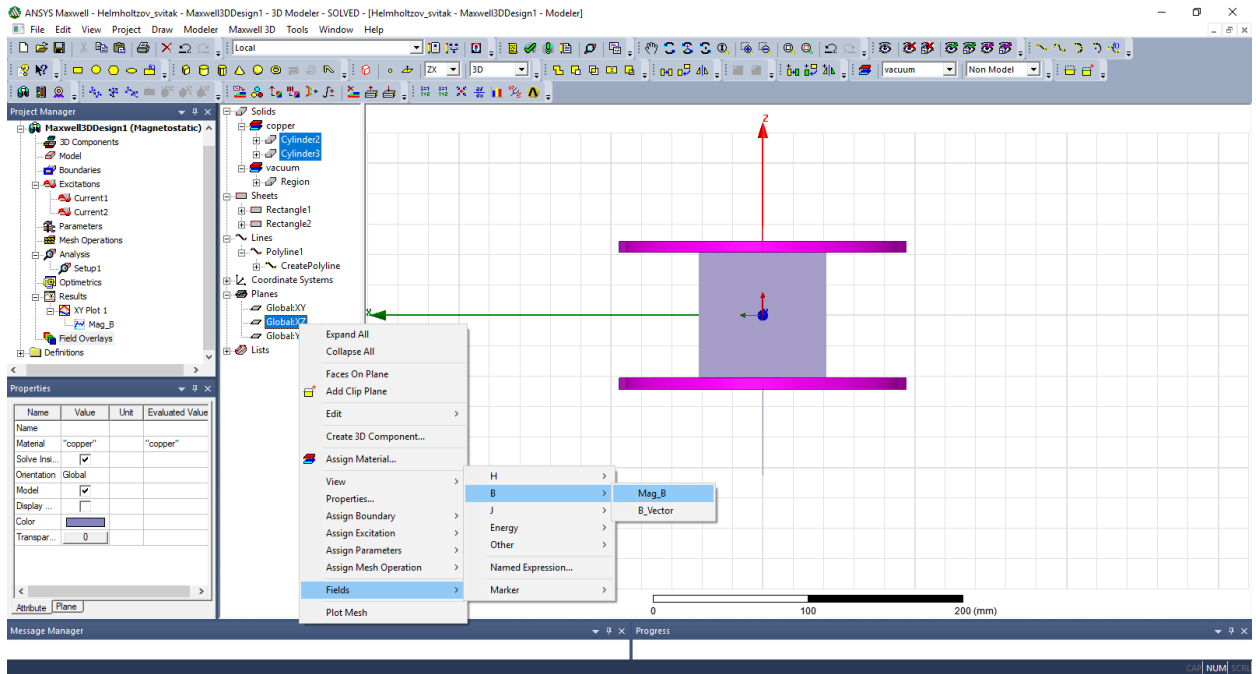 ANSYS Maxwell - Helmholtzov_svitak - Maxwell3DDesign1 - 3D Modeler - SOLVED - [Helmholtzov_svitak - Maxwell3DDesign1 - Modeler]
File Edit View Project Draw Modeler Maxwell 3D Tools Window Help
Local
ZX 3D vacuum Non Model
Project Manager
Maxwell3DDesign1 (Magnetostatic)
3D Components
Model
Boundaries
Excitations
Current1
Current2
Parameters
Mesh Operations
Analysis
Setup1
Optimetrics
Results
XY Plot 1
Mag_B
Field Overlays
Definitions
Properties
Name Value Unit Evaluated Value
Name
Material "copper" "copper"
Solve Insi...
Orientation Global
Model
Display ...
Color
Transpar... 0
Attribute Plane
Solids
copper
Cylinder2
Cylinder3
vacuum
Region
Sheets
Rectangle1
Rectangle2
Lines
Polyline1
CreatePolyline
Coordinate Systems
Planes
Global:XY
Global:XZ
Global:Y
Lists
Expand All
Collapse All
Faces On Plane
Add Clip Plane
Edit
Create 3D Component...
Assign Material...
View
Properties...
Assign Boundary
Assign Excitation
Assign Parameters
Assign Mesh Operation
Fields
Plot Mesh
H
B
J
Energy
Other
Named Expression...
Marker
Mag_B
B_Vector
Z
X
0 100 200 (mm)
Message Manager
Progress
CAP NUM SCRL